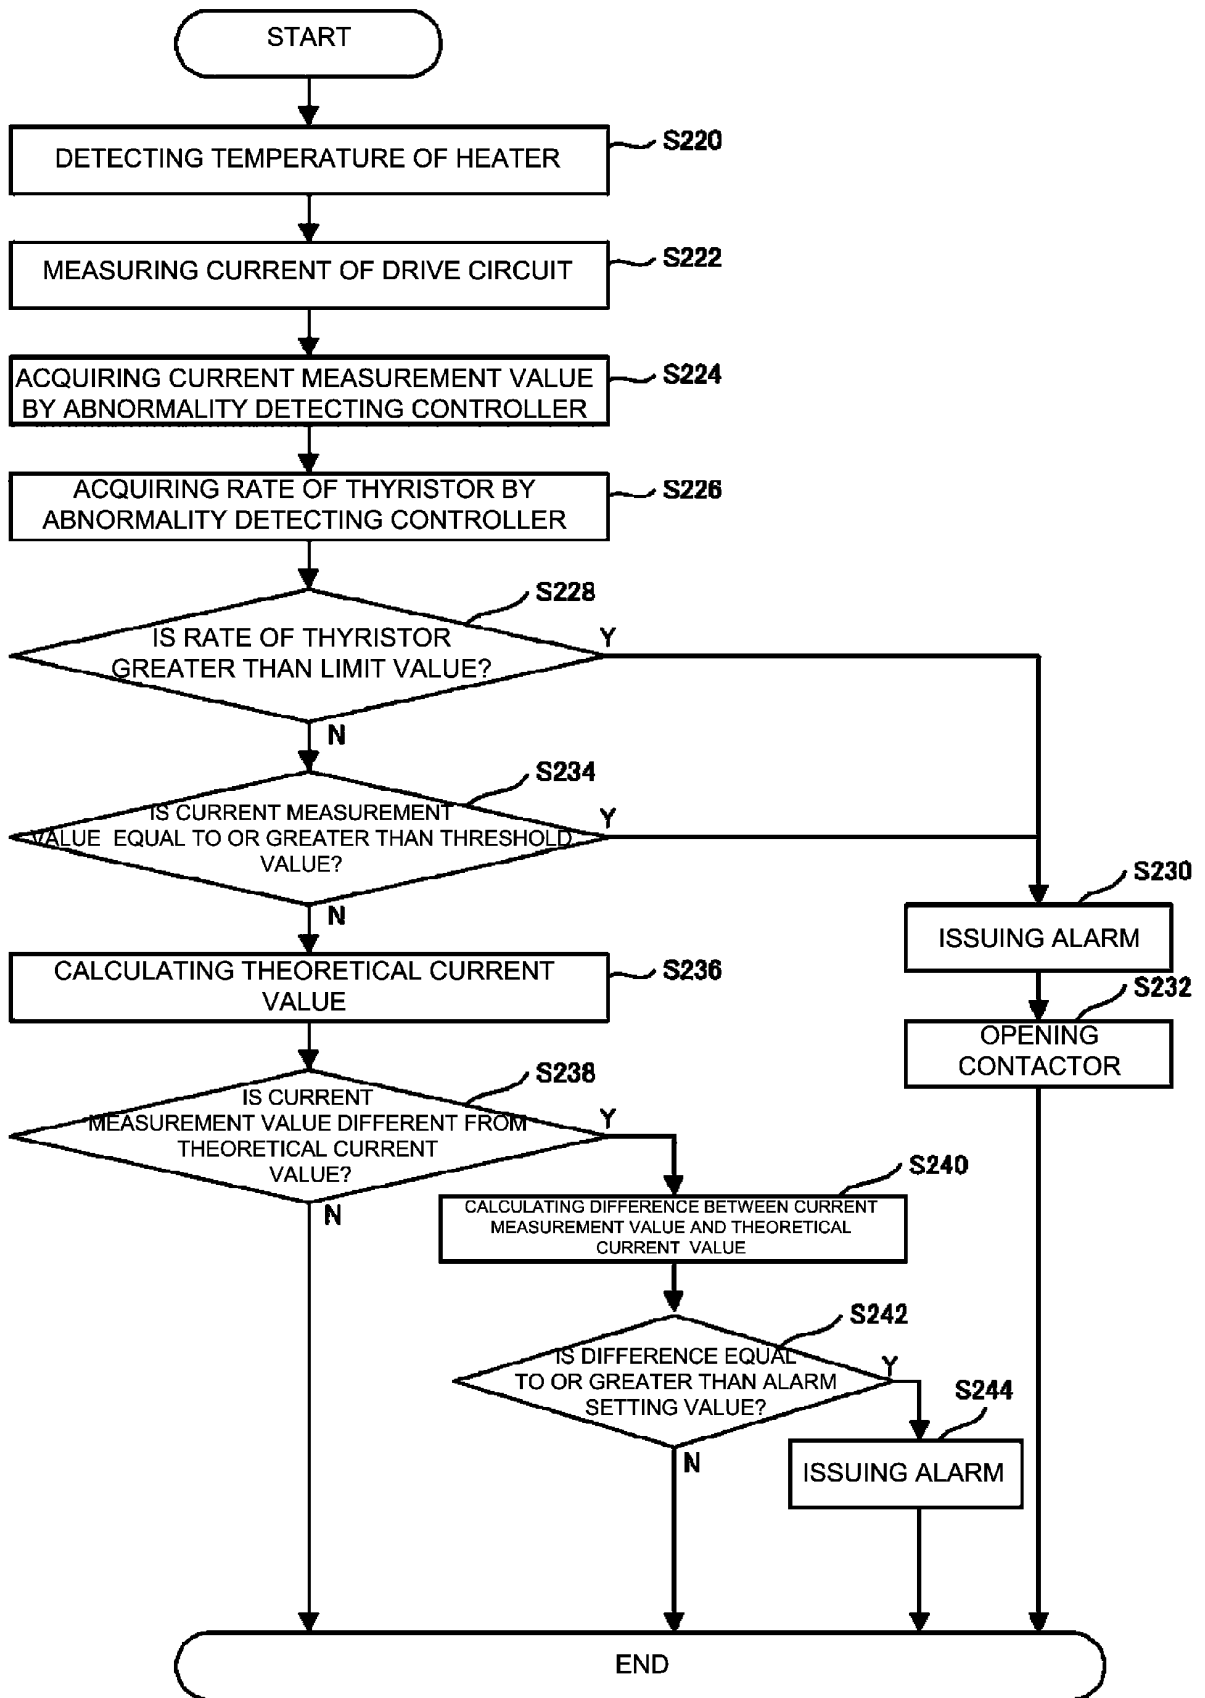 START
S220
DETECTING TEMPERATURE OF HEATER
S222
MEASURING CURRENT OF DRIVE CIRCUIT
S224
ACQUIRING CURRENT MEASUREMENT VALUE
BY ABNORMALITY DETECTING CONTROLLER
S226
ACQUIRING RATE OF THYRISTOR BY
ABNORMALITY DETECTING CONTROLLER
S228
IS RATE OF THYRISTOR
GREATER THAN LIMIT VALUE?
Y
N
S234
IS CURRENT MEASUREMENT
VALUE EQUAL TO OR GREATER THAN THRESHOLD
VALUE?
Y
N
S230
ISSUING ALARM
S232
OPENING
CONTACTOR
S236
CALCULATING THEORETICAL CURRENT
VALUE
S238
IS CURRENT
MEASUREMENT VALUE DIFFERENT FROM
THEORETICAL CURRENT
VALUE?
Y
N
S240
CALCULATING DIFFERENCE BETWEEN CURRENT
MEASUREMENT VALUE AND THEORETICAL
CURRENT VALUE
S242
IS DIFFERENCE EQUAL
TO OR GREATER THAN ALARM
SETTING VALUE?
Y
N
S244
ISSUING ALARM
END